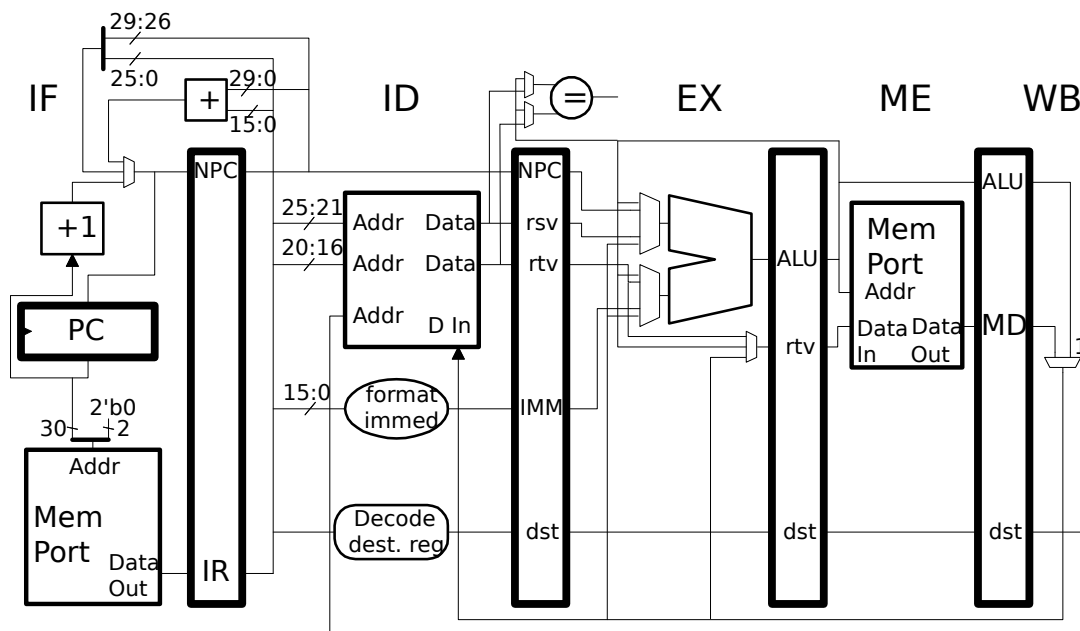 29:26
25:0
IF
ID
EX
ME
WB
+
29:0
15:0
=
NPC
NPC
ALU
+1
25:21
Addr
Data
rsv
Mem
Port
20:16
Addr
Data
rtv
ALU
Addr
PC
Addr
D In
rtv
Data
In
Data
Out
MD
1
15:0
format
immed
IMM
2'b0
30
2
Addr
Mem
Port
Data
Out
IR
Decode
dest. reg
dst
dst
dst